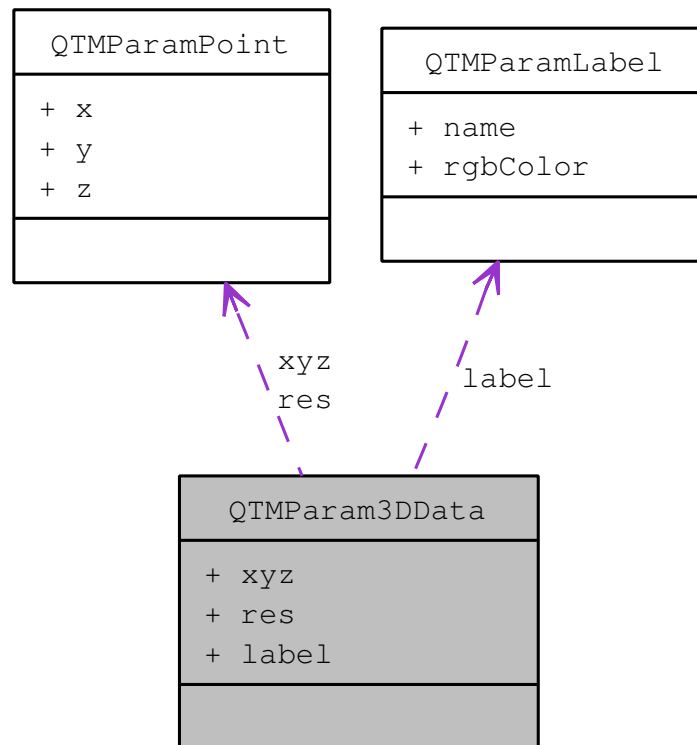 QTMParamPoint
+ x
+ y
+ z
QTMParamLabel
+ name
+ rgbColor
xyz
res
label
QTMParam3DData
+ xyz
+ res
+ label